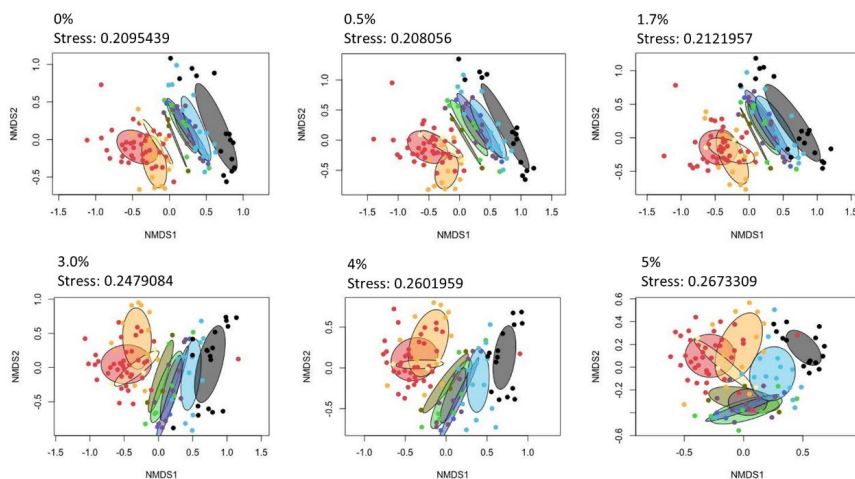 0%
Stress: 0.2095439
0.5%
Stress: 0.208056
1.7%
Stress: 0.2121957
NMDS2
1.0
0.5
0.0
-0.5
-1.5 -1.0 -0.5 0.0 0.5 1.0
NMDS1
NMDS2
1.0
0.5
0.0
-0.5
-1.5 -1.0 -0.5 0.0 0.5 1.0 1.5
NMDS1
NMDS2
1.0
0.5
0.0
-0.5
-1.5 -1.0 -0.5 0.0 0.5 1.0 1.5
NMDS1
3.0%
Stress: 0.2479084
4%
Stress: 0.2601959
5%
Stress: 0.2673309
NMDS2
1.0
0.5
0.0
-0.5
-1.5 -1.0 -0.5 0.0 0.5 1.0 1.5
NMDS1
NMDS2
0.5
0.0
-0.5
-1.0 -0.5 0.0 0.5 1.0
NMDS1
NMDS2
0.6
0.4
0.2
-0.2
-0.6
-0.5 0.0 0.5
NMDS1